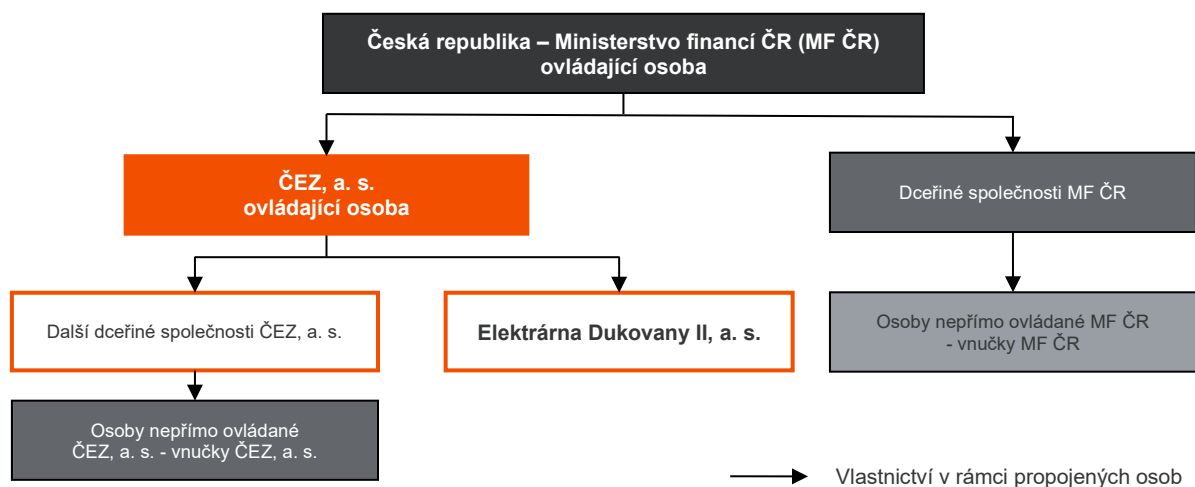 Česká republika – Ministerstvo financí ČR (MF ČR)
ovládající osoba
ČEZ, a. s.
ovládající osoba
Dceřiné společnosti MF ČR
Další dceřiné společnosti ČEZ, a. s.
Elektrárna Dukovany II, a. s.
Osoby nepřímo ovládané MF ČR
- vnučky MF ČR
Osoby nepřímo ovládané
ČEZ, a. s. - vnučky ČEZ, a. s.
Vlastnictví v rámci propojených osob